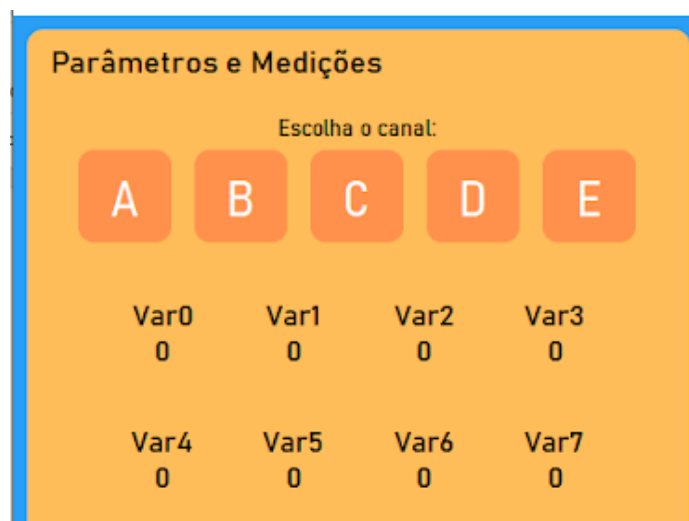 Parâmetros e Medições
Escolha o canal:
A B C D E
Var0 Var1 Var2 Var3
0 0 0 0
Var4 Var5 Var6 Var7
0 0 0 0